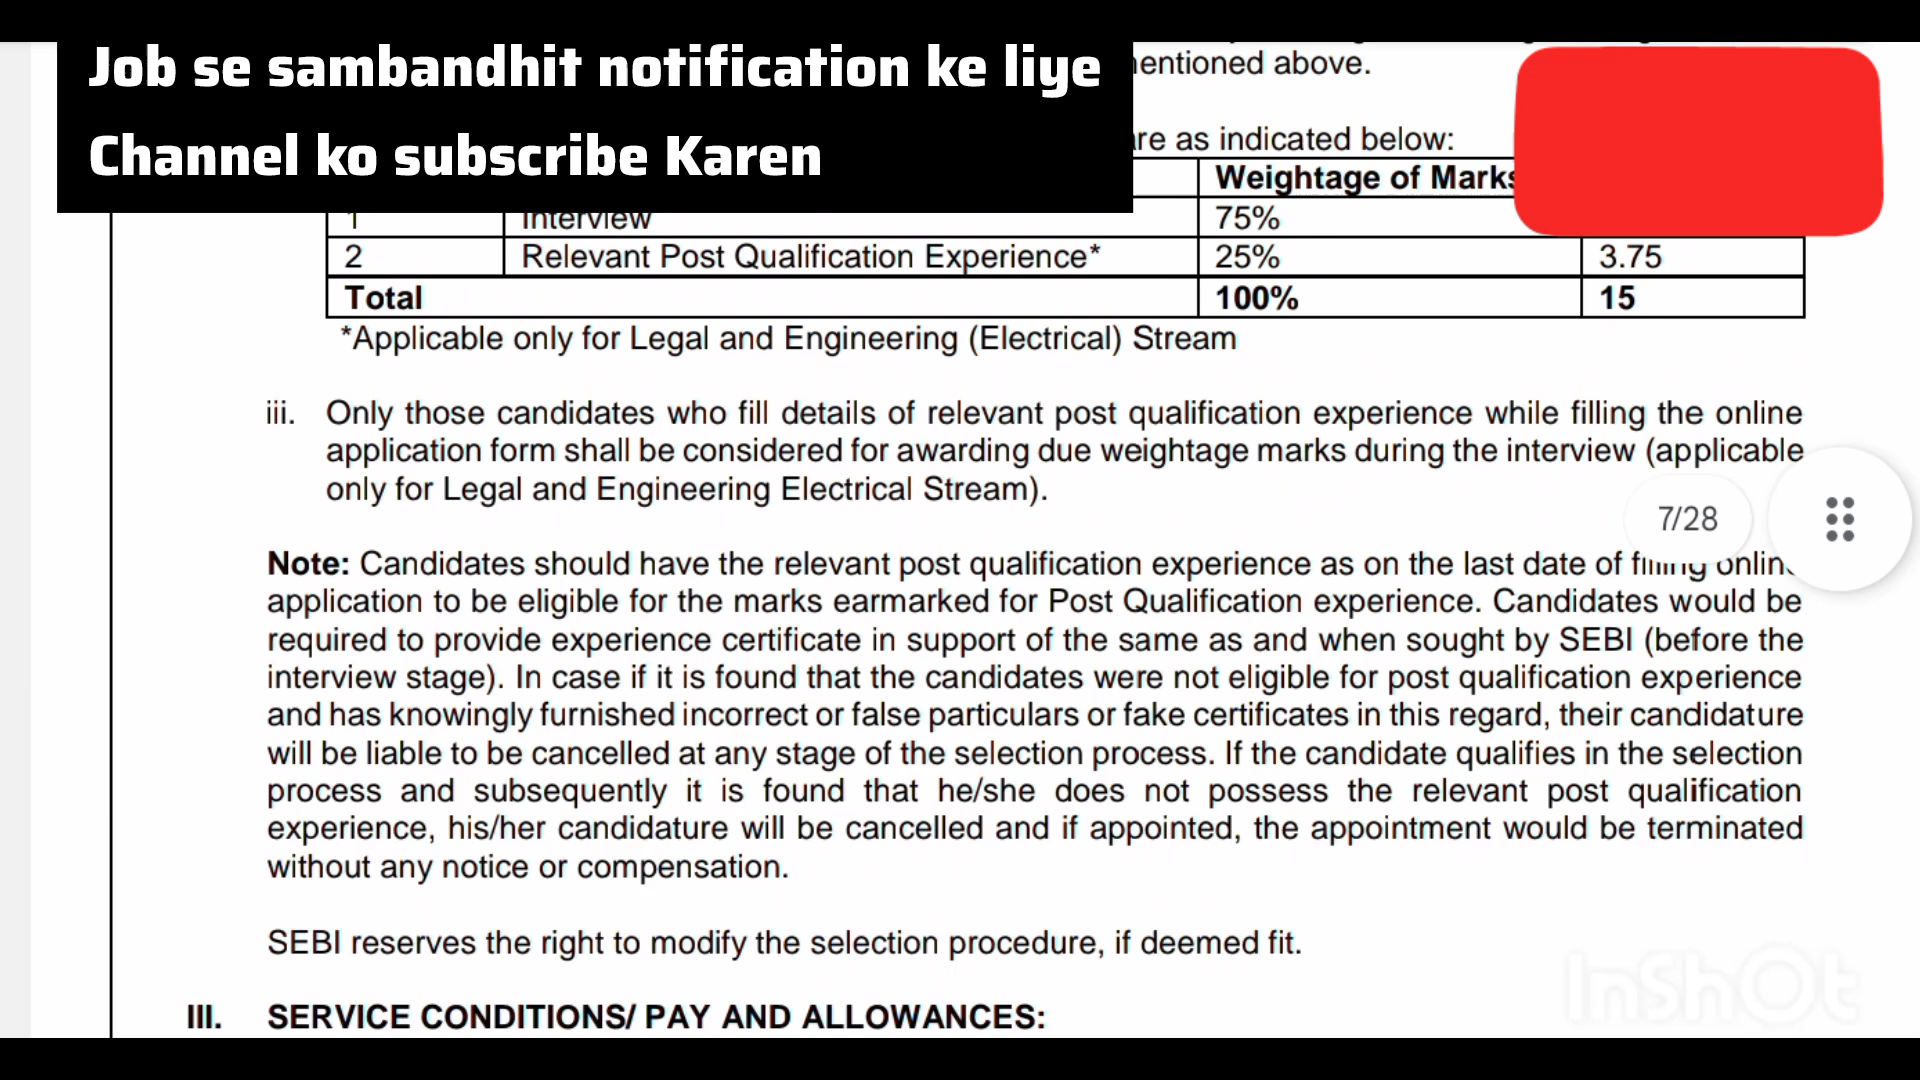 Job se sambandhit notification ke liye
Channel ko subscribe Karen
mentioned above.
are as indicated below:
Weightage of Marks
1 Interview 75%
2 Relevant Post Qualification Experience* 25% 3.75
Total 100% 15
*Applicable only for Legal and Engineering (Electrical) Stream
iii. Only those candidates who fill details of relevant post qualification experience while filling the online
application form shall be considered for awarding due weightage marks during the interview (applicable
only for Legal and Engineering Electrical Stream).
7/28
Note: Candidates should have the relevant post qualification experience as on the last date of filling online
application to be eligible for the marks earmarked for Post Qualification experience. Candidates would be
required to provide experience certificate in support of the same as and when sought by SEBI (before the
interview stage). In case if it is found that the candidates were not eligible for post qualification experience
and has knowingly furnished incorrect or false particulars or fake certificates in this regard, their candidature
will be liable to be cancelled at any stage of the selection process. If the candidate qualifies in the selection
process and subsequently it is found that he/she does not possess the relevant post qualification
experience, his/her candidature will be cancelled and if appointed, the appointment would be terminated
without any notice or compensation.
SEBI reserves the right to modify the selection procedure, if deemed fit.
InShOt
III. SERVICE CONDITIONS/ PAY AND ALLOWANCES: